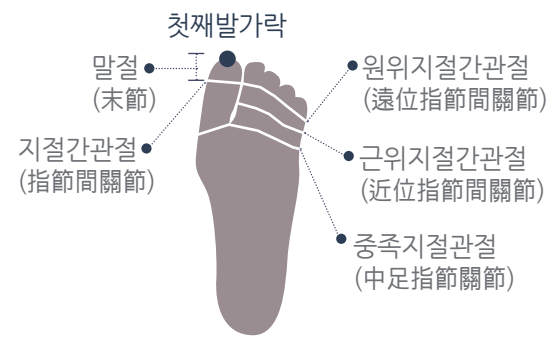 첫째발가락
말절
(末節)
지절간관절
(指節間關節)
원위지절간관절
(遠位指節間關節)
근위지절간관절
(近位指節間關節)
중족지절관절
(中足指節關節)